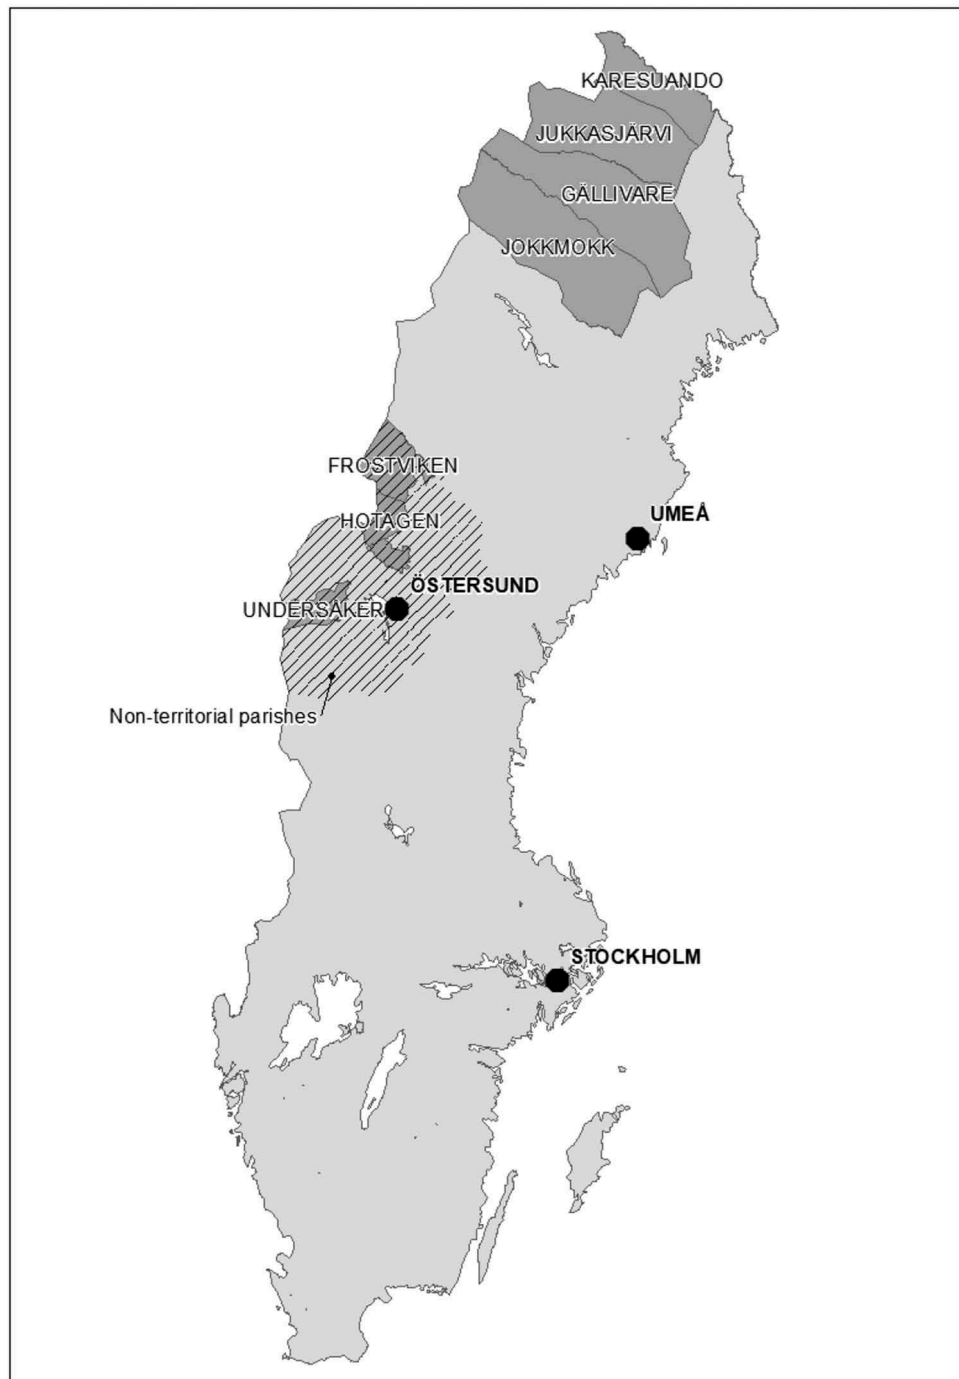 KARESUANDO
JUKKASJÄRVI
GÄLLIVARE
JOKKMOKK
FROSTVIKEN
HOTAGEN
UMEÅ
ÖSTERSUND
UNDERSÅKER
Non-territorial parishes
STOCKHOLM